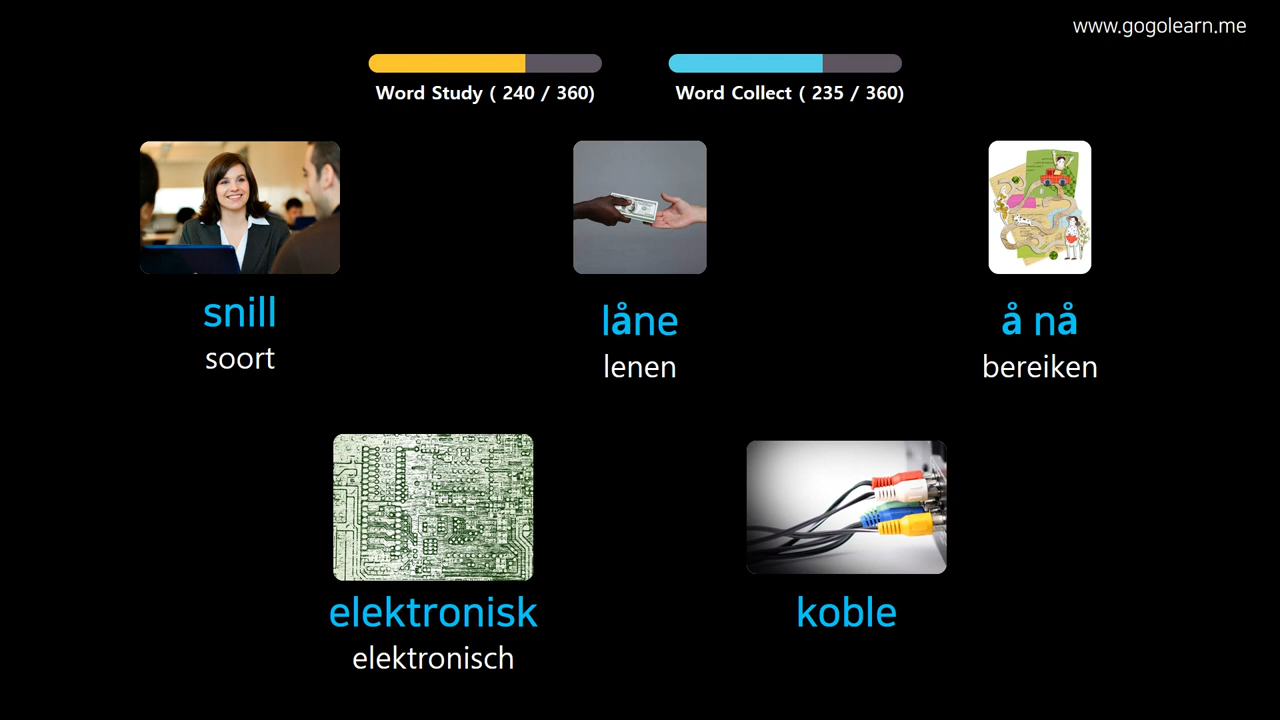 www.gogolearn.me
Word Study ( 240 / 360)
Word Collect ( 235 / 360)
snill
soort
låne
lenen
å nå
bereiken
elektronisk
elektronisch
koble